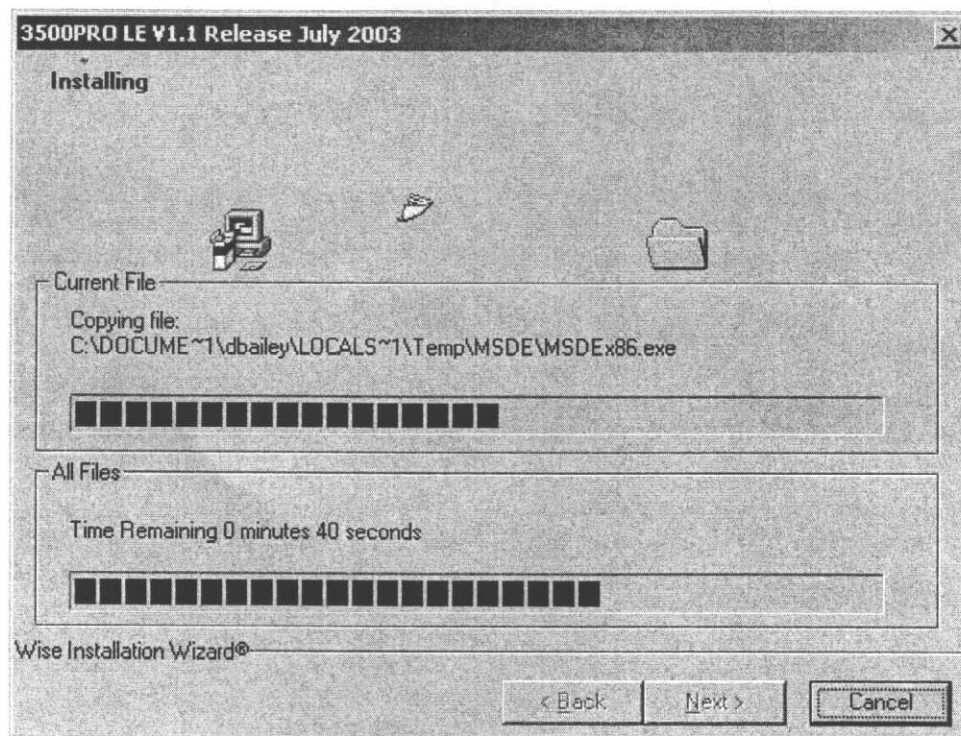 3500PRO LE V1.1 Release July 2003
Installing
Current File
Copying file:
C:\DOCUME~1\dbailey\LOCALS~1\Temp\MSDE\MSDEx86.exe
All Files
Time Remaining 0 minutes 40 seconds
Wise Installation Wizard®
< Back
Next >
Cancel